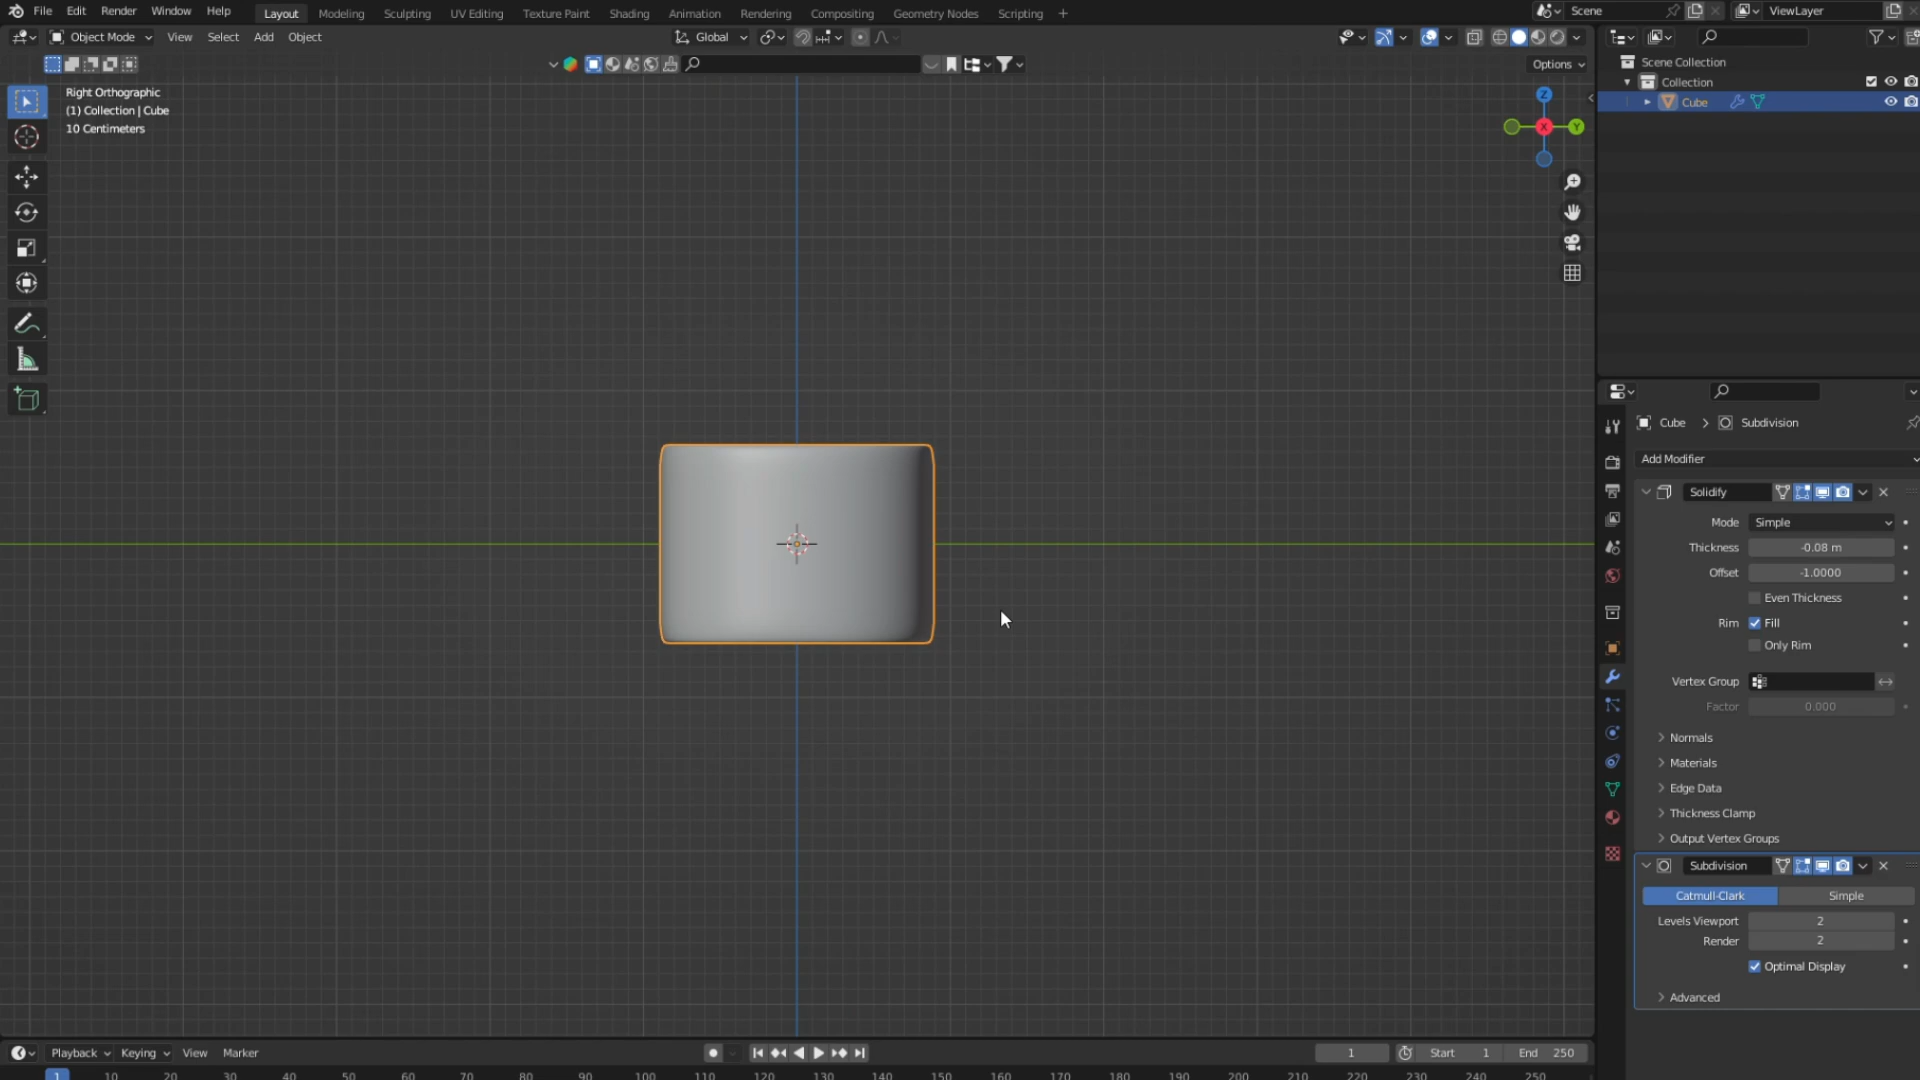 File Edit Render Window Help Layout Modeling Sculpting UV Editing Texture Paint Shading Animation Rendering Compositing Geometry Nodes Scripting + Scene ViewLayer
Object Mode View Select Add Object Global
Options
Right Orthographic
(1) Collection | Cube
10 Centimeters
Z
X
Y
Scene Collection
Collection
Cube
Cube > Subdivision
Add Modifier
Solidify
Mode Simple
Thickness -0.08 m
Offset -1.0000
Even Thickness
Rim Fill
Only Rim
Vertex Group
Factor 0.000
Normals
Materials
Edge Data
Thickness Clamp
Output Vertex Groups
Subdivision
Catmull-Clark Simple
Levels Viewport 2
Render 2
Optimal Display
Advanced
Playback Keying View Marker 1 Start 1 End 250
1 10 20 30 40 50 60 70 80 90 100 110 120 130 140 150 160 170 180 190 200 210 220 230 240 250